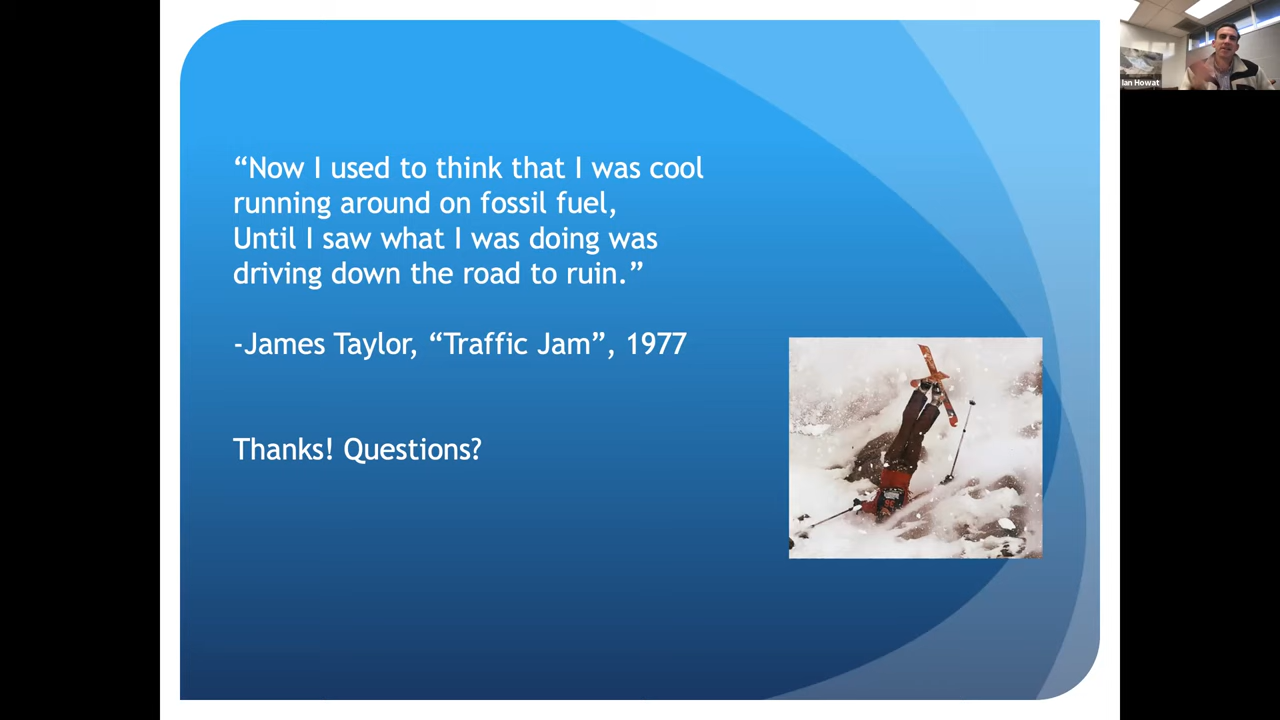 “Now I used to think that I was cool
running around on fossil fuel,
Until I saw what I was doing was
driving down the road to ruin.”
-James Taylor, “Traffic Jam”, 1977
Thanks! Questions?
Ian Howat